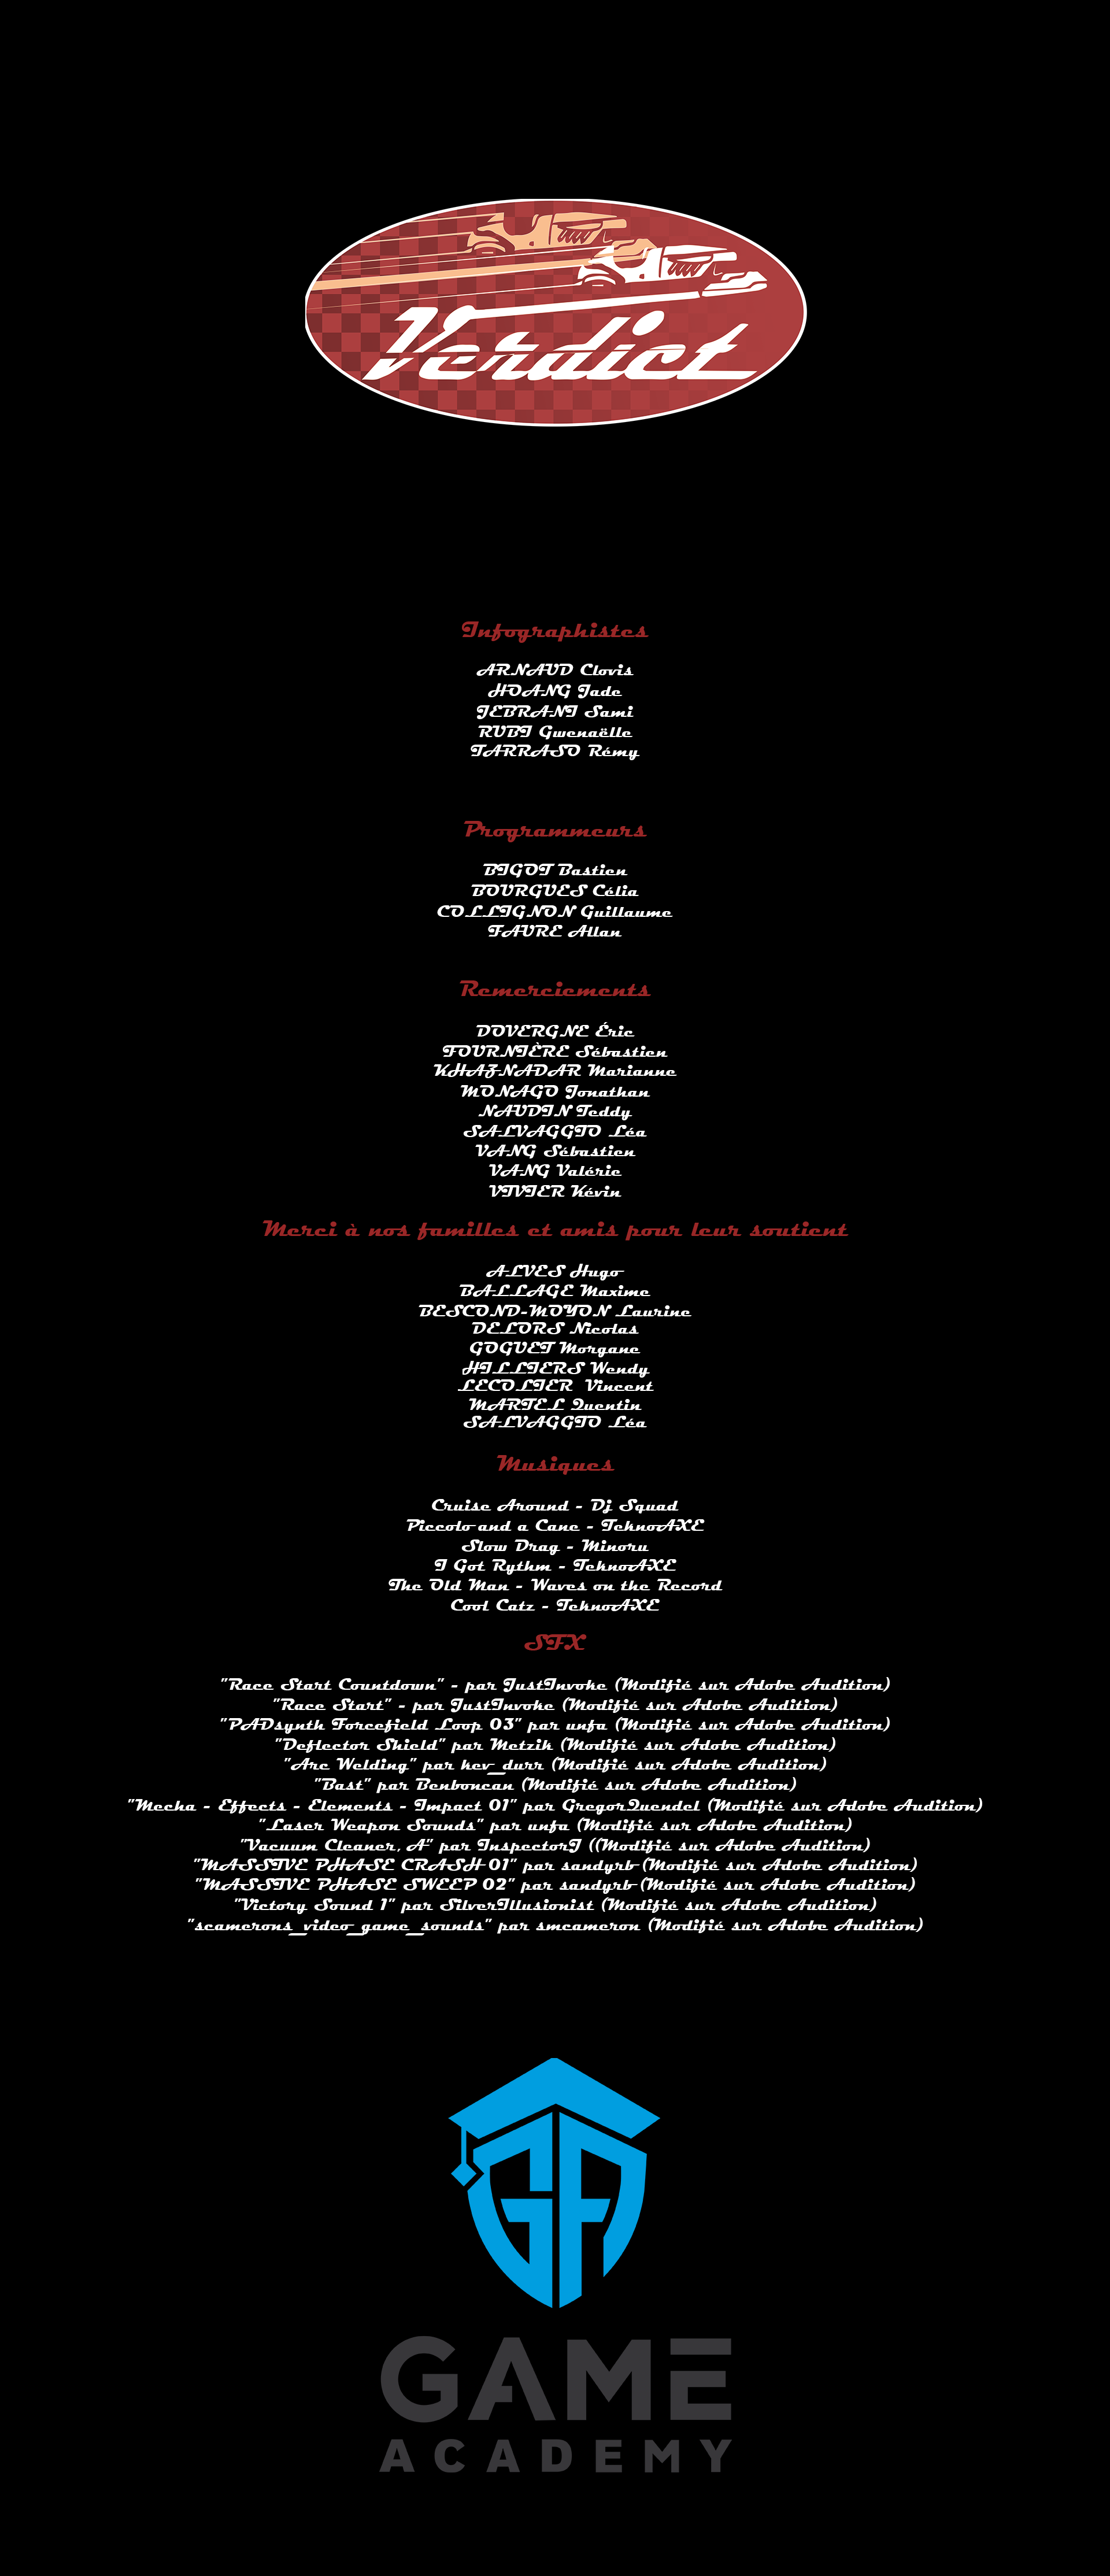 Verdict
Infographistes
ARNAUD Clovis
HOANG Jade
JEBRANI Sami
RUBI Gwenaëlle
TARRASO Rémy
Programmeurs
BIGOT Bastien
BOURGUES Célia
COLLIGNON Guillaume
FAURE Allan
Remerciements
DOVERGNE Éric
FOURNIÈRE Sébastien
KHAZNADAR Marianne
MONAGO Jonathan
NAUDIN Teddy
SALVAGGIO Léa
VANG Sébastien
VANG Valérie
VIVIER Kévin
Merci à nos familles et amis pour leur soutient
ALVES Hugo
BALLAGE Maxime
BESCOND-MOYON Laurine
DELORS Nicolas
GOGUET Morgane
HILLIERS Wendy
LECOLIER Vincent
MARTEL Quentin
SALVAGGIO Léa
Musiques
Cruise Around - Dj Squad
Piccolo and a Cane - TeknoAXE
Slow Drag - Minoru
I Got Rythm - TeknoAXE
The Old Man - Waves on the Record
Cool Catz - TeknoAXE
SFX
"Race Start Countdown" - par JustInvoke (Modifié sur Adobe Audition)
"Race Start" - par JustInvoke (Modifié sur Adobe Audition)
"PADsynth Forcefield Loop 03" par unfa (Modifié sur Adobe Audition)
"Deflector Shield" par Metzik (Modifié sur Adobe Audition)
"Arc Welding" par kev_durr (Modifié sur Adobe Audition)
"Bast" par Benboncan (Modifié sur Adobe Audition)
"Mecha - Effects - Elements - Impact 01" par GregorQuendel (Modifié sur Adobe Audition)
"Laser Weapon Sounds" par unfa (Modifié sur Adobe Audition)
"Vacuum Cleaner, A" par InspectorJ ((Modifié sur Adobe Audition)
"MASSIVE PHASE CRASH 01" par sandyrb (Modifié sur Adobe Audition)
"MASSIVE PHASE SWEEP 02" par sandyrb (Modifié sur Adobe Audition)
"Victory Sound 1" par SilverIllusionist (Modifié sur Adobe Audition)
"scamerons_video_game_sounds" par smcameron (Modifié sur Adobe Audition)
GA
GAME
ACADEMY